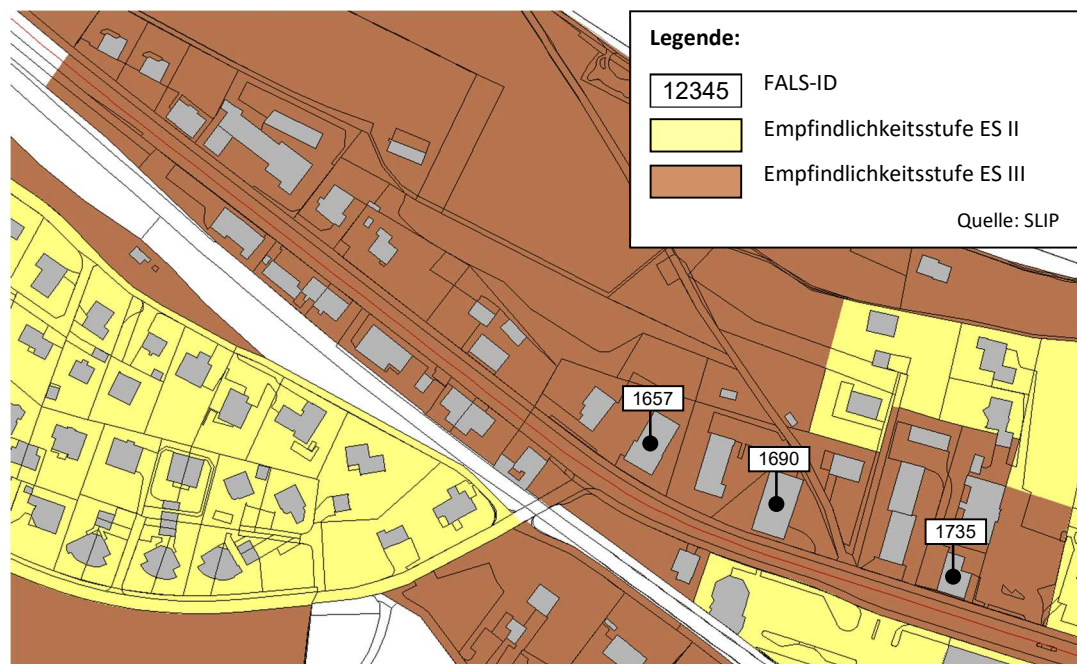 Legende:
12345 FALS-ID
Empfindlichkeitsstufe ES II
Empfindlichkeitsstufe ES III
Quelle: SLIP
1657
1690
1735